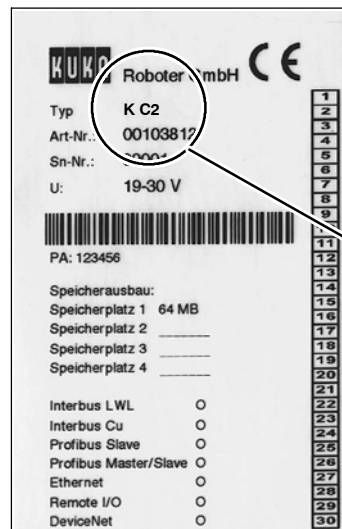 KUKA Roboter GmbH CE
Typ K C2
Art-Nr.: 00103812
Sn-Nr.:
U: 19-30 V
PA: 123456
Speicherausbau:
Speicherplatz 1 64 MB
Speicherplatz 2
Speicherplatz 3
Speicherplatz 4
Interbus LWL O
Interbus Cu O
Profibus Slave O
Profibus Master/Slave O
Ethernet O
Remote I/O O
DeviceNet O
1
2
3
4
5
6
7
8
9
11
12
13
14
15
16
17
18
19
20
21
22
23
24
25
26
27
28
29
30